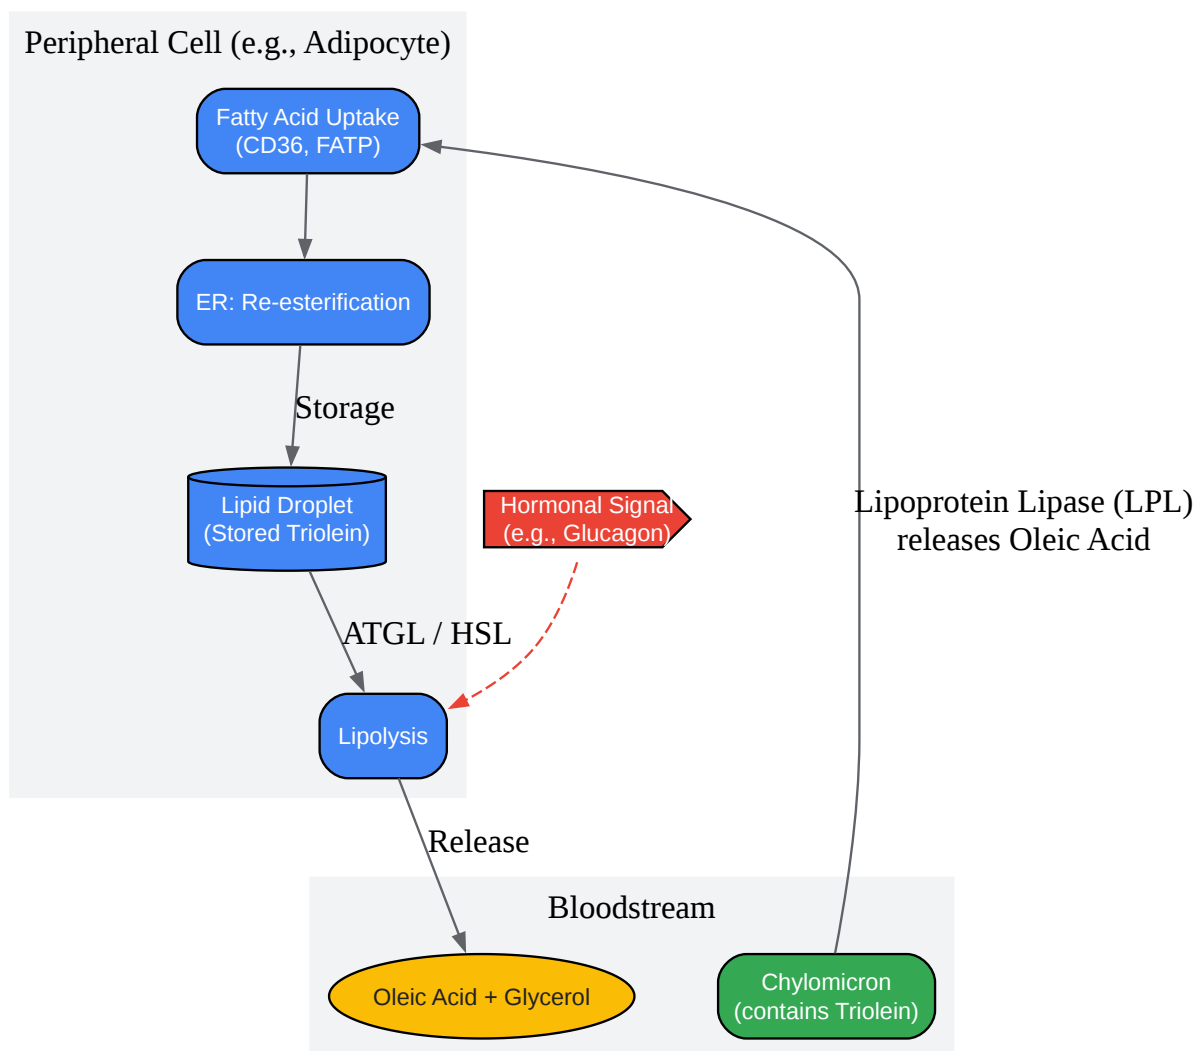 Peripheral Cell (e.g., Adipocyte)
Fatty Acid Uptake
(CD36, FATP)
ER: Re-esterification
Storage
Lipid Droplet
(Stored Triolein)
Hormonal Signal
(e.g., Glucagon)
Lipoprotein Lipase (LPL)
releases Oleic Acid
ATGL / HSL
Lipolysis
Release
Bloodstream
Oleic Acid + Glycerol
Chylomicron
(contains Triolein)